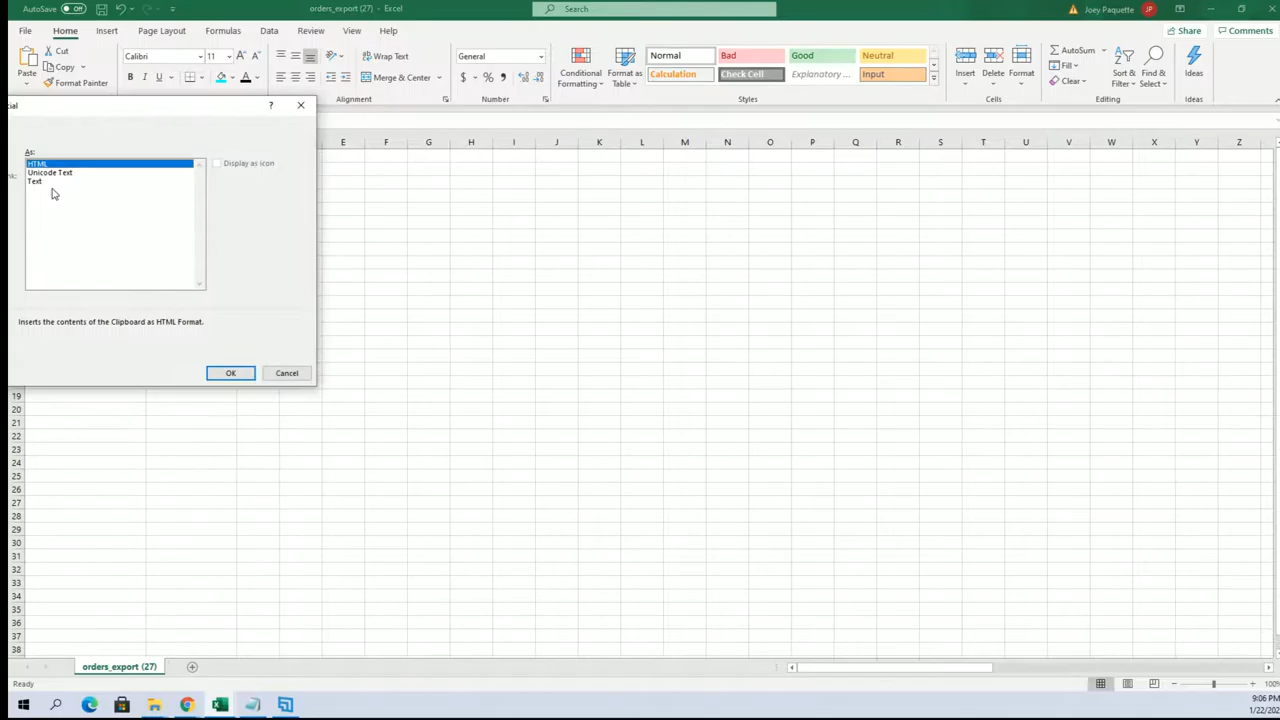 AutoSave Off orders_export (27) - Excel Search Joey Paquette JP
File Home Insert Page Layout Formulas Data Review View Help Share Comments
Paste Cut Copy Format Painter
Calibri 11 A A
B I U A
Wrap Text
Merge & Center
General
$ % ,
Conditional Formatting
Format as Table
Normal Bad Good Neutral
Calculation Check Cell Explanatory ... Input
Insert Delete Format
AutoSum
Fill
Clear
Sort & Filter
Find & Select
Ideas
Alignment Number Styles Cells Editing Ideas
cial ? ×
As:
HTML
Unicode Text
Text
Display as icon
Inserts the contents of the Clipboard as HTML Format.
OK Cancel
E F G H I J K L M N O P Q R S T U V W X Y Z
19
20
21
22
23
24
25
26
27
28
29
30
31
32
33
34
35
36
37
38
orders_export (27)
Ready 100%
9:06 PM
1/22/202